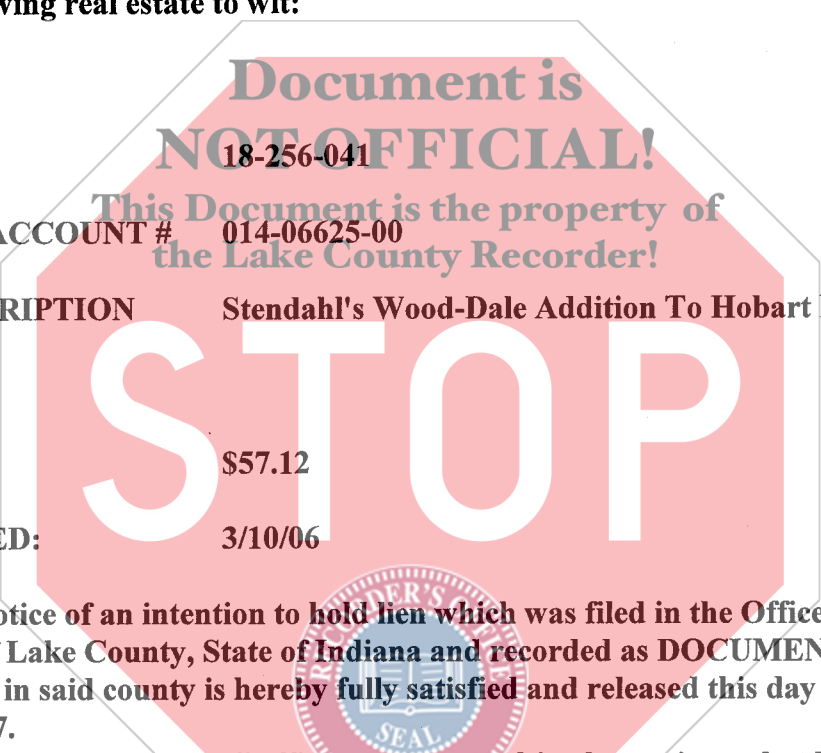 wing real estate to wit:
Document is
NOT OFFICIAL!
18-256-041
This Document is the property of
ACCOUNT # 014-06625-00
the Lake County Recorder!
RIPTION Stendahl's Wood-Dale Addition To Hobart
STOP
$57.12
ED: 3/10/06
otice of an intention to hold lien which was filed in the Office
f Lake County, State of Indiana and recorded as DOCUMEN
in said county is hereby fully satisfied and released this day
7.
RECORDER'S OFFICE
SEAL